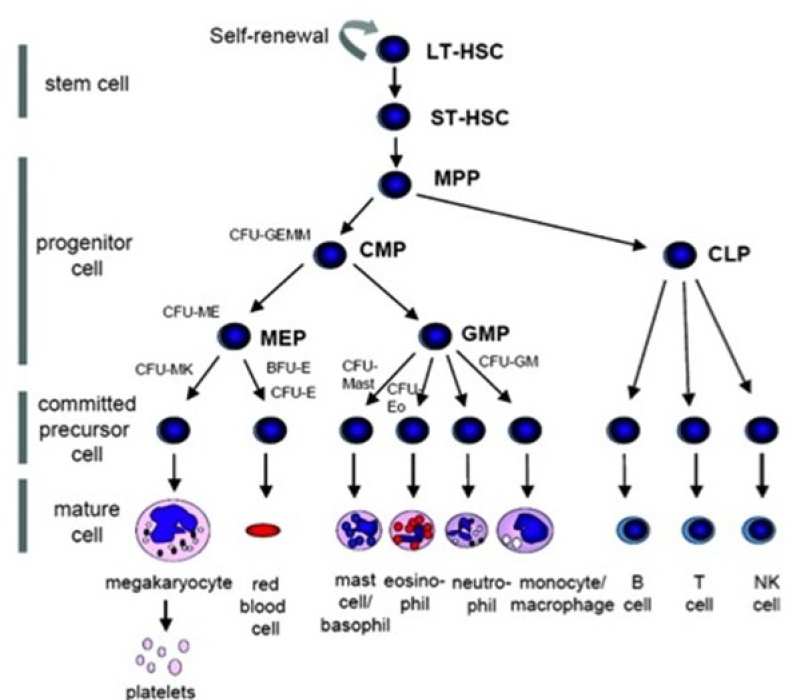 Self-renewal
LT-HSC
stem cell
ST-HSC
MPP
CFU-GEMM
CMP
CLP
progenitor
cell
CFU-ME
MEP
GMP
CFU-MK
BFU-E
CFU-E
CFU-
Mast
CFU-
Eo
CFU-GM
committed
precursor
cell
mature
cell
megakaryocyte
red
blood
cell
mast
cell/
basophil
eosino-
phil
neutro-
phil
monocyte/
macrophage
B
cell
T
cell
NK
cell
platelets